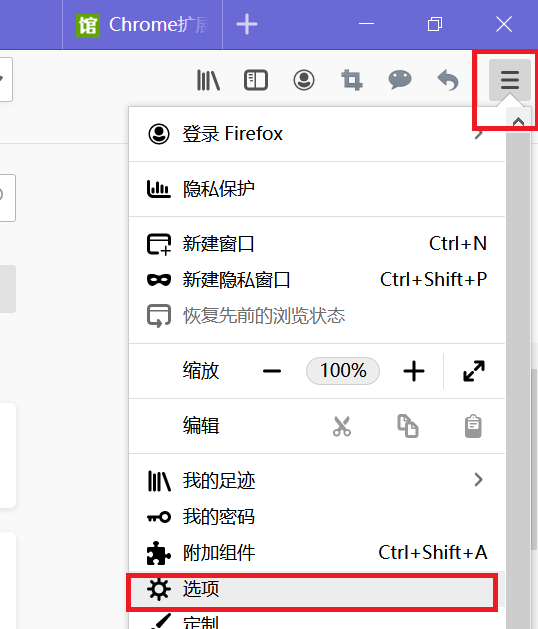 馆 Chrome扩展
登录 Firefox
隐私保护
新建窗口 Ctrl+N
新建隐私窗口 Ctrl+Shift+P
恢复先前的浏览状态
缩放 100%
编辑
我的足迹
我的密码
附加组件 Ctrl+Shift+A
选项
定制